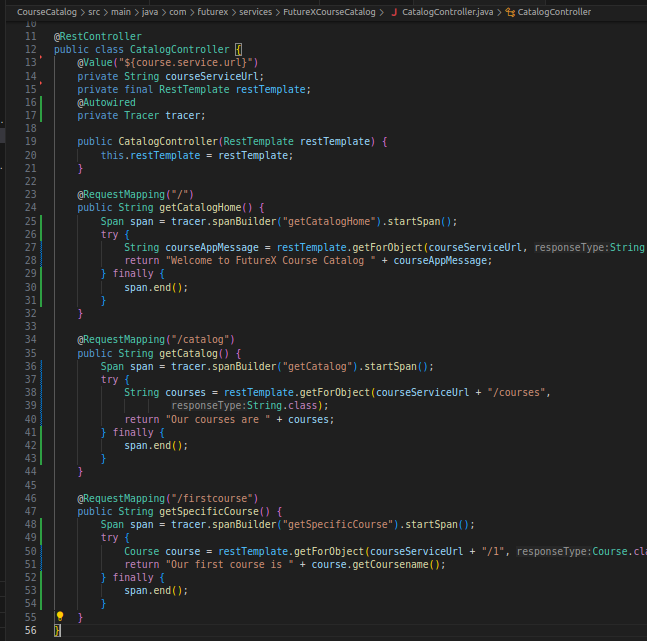 CourseCatalog > src > main > java > com > futurex > services > FutureXCourseCatalog > J CatalogController.java > CatalogController
10
11 @RestController
12 public class CatalogController {
13 @Value("${course.service.url}")
14 private String courseServiceUrl;
15 private final RestTemplate restTemplate;
16 @Autowired
17 private Tracer tracer;
18
19 public CatalogController(RestTemplate restTemplate) {
20 this.restTemplate = restTemplate;
21 }
22
23 @RequestMapping("/")
24 public String getCatalogHome() {
25 Span span = tracer.spanBuilder("getCatalogHome").startSpan();
26 try {
27 String courseAppMessage = restTemplate.getForObject(courseServiceUrl, responseType:String
28 return "Welcome to FutureX Course Catalog " + courseAppMessage;
29 } finally {
30 span.end();
31 }
32 }
33
34 @RequestMapping("/catalog")
35 public String getCatalog() {
36 Span span = tracer.spanBuilder("getCatalog").startSpan();
37 try {
38 String courses = restTemplate.getForObject(courseServiceUrl + "/courses",
39 responseType:String.class);
40 return "Our courses are " + courses;
41 } finally {
42 span.end();
43 }
44 }
45
46 @RequestMapping("/firstcourse")
47 public String getSpecificCourse() {
48 Span span = tracer.spanBuilder("getSpecificCourse").startSpan();
49 try {
50 Course course = restTemplate.getForObject(courseServiceUrl + "/1", responseType:Course.cla
51 return "Our first course is " + course.getCoursename();
52 } finally {
53 span.end();
54 }
55 }
56 }